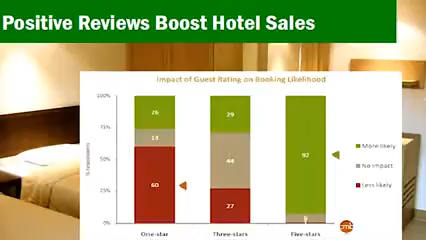 Positive Reviews Boost Hotel Sales
Impact of Guest Rating on Booking Likelihood
100%
75%
50%
25%
0%
% respondents
26
13
60
29
44
27
92
More likely
No impact
Less likely
One-star
Three-stars
Five-stars
cmb